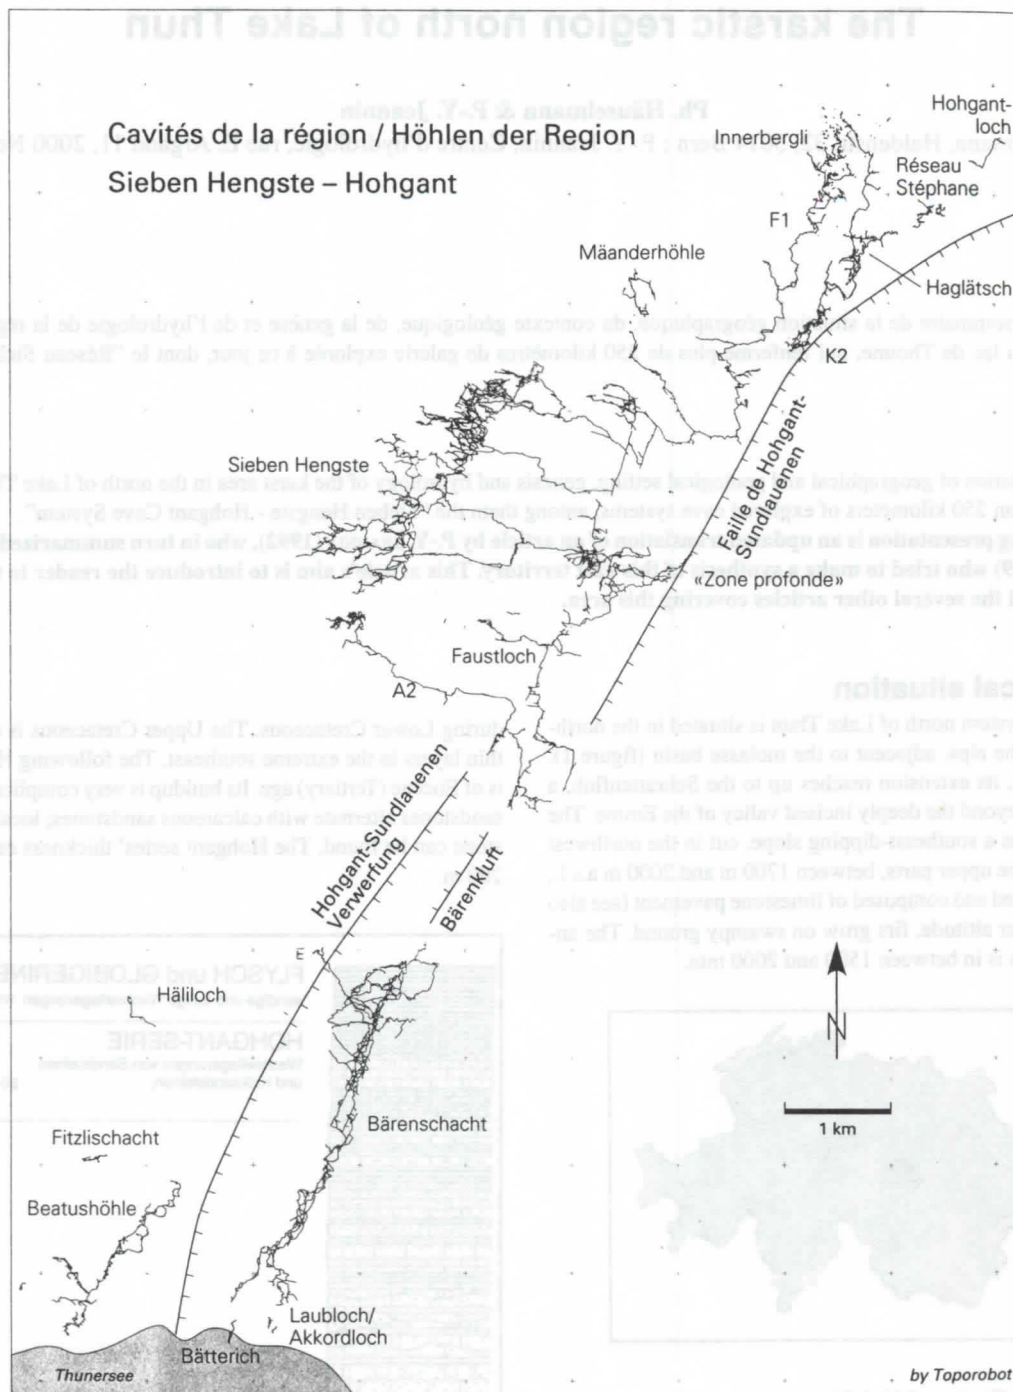 Cavités de la région / Höhlen der Region
Sieben Hengste – Hohgant
Hohgant-
loch
Innerbergli
Réseau
Stéphane
F1
Mäanderhöhle
Haglätsch
K2
Sieben Hengste
Faille de Hohgant-
Sundlauenen
«Zone profonde»
Faustloch
A2
Hohgant-Sundlauenen
Verwerfung
Bärenkluft
E
Häliloch
N
1 km
Bärenschacht
Fitzlischacht
Beatushöhle
Laubloch/
Akkordloch
Bätterich
Thunersee
by Toporobot